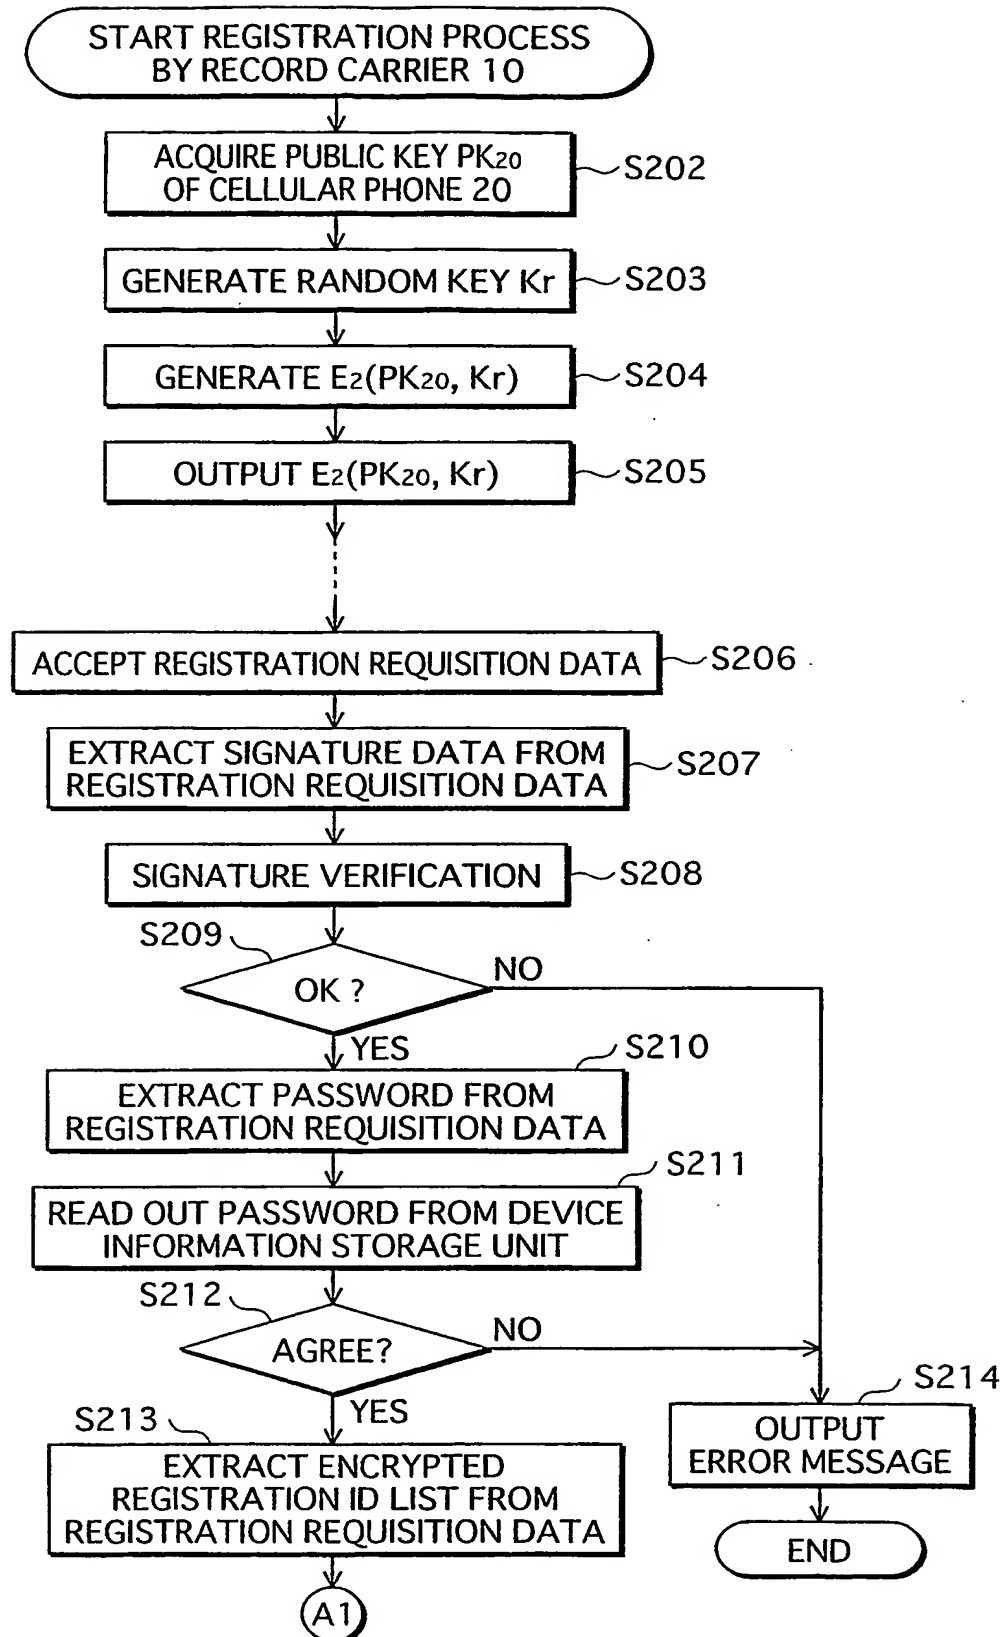 START REGISTRATION PROCESS
BY RECORD CARRIER 10
ACQUIRE PUBLIC KEY PK20
OF CELLULAR PHONE 20
S202
GENERATE RANDOM KEY Kr
S203
GENERATE E2(PK20, Kr)
S204
OUTPUT E2(PK20, Kr)
S205
ACCEPT REGISTRATION REQUISITION DATA
S206
EXTRACT SIGNATURE DATA FROM
REGISTRATION REQUISITION DATA
S207
SIGNATURE VERIFICATION
S208
S209
OK ?
NO
YES
S210
EXTRACT PASSWORD FROM
REGISTRATION REQUISITION DATA
S211
READ OUT PASSWORD FROM DEVICE
INFORMATION STORAGE UNIT
S212
AGREE?
NO
YES
S213
EXTRACT ENCRYPTED
REGISTRATION ID LIST FROM
REGISTRATION REQUISITION DATA
S214
OUTPUT
ERROR MESSAGE
END
A1